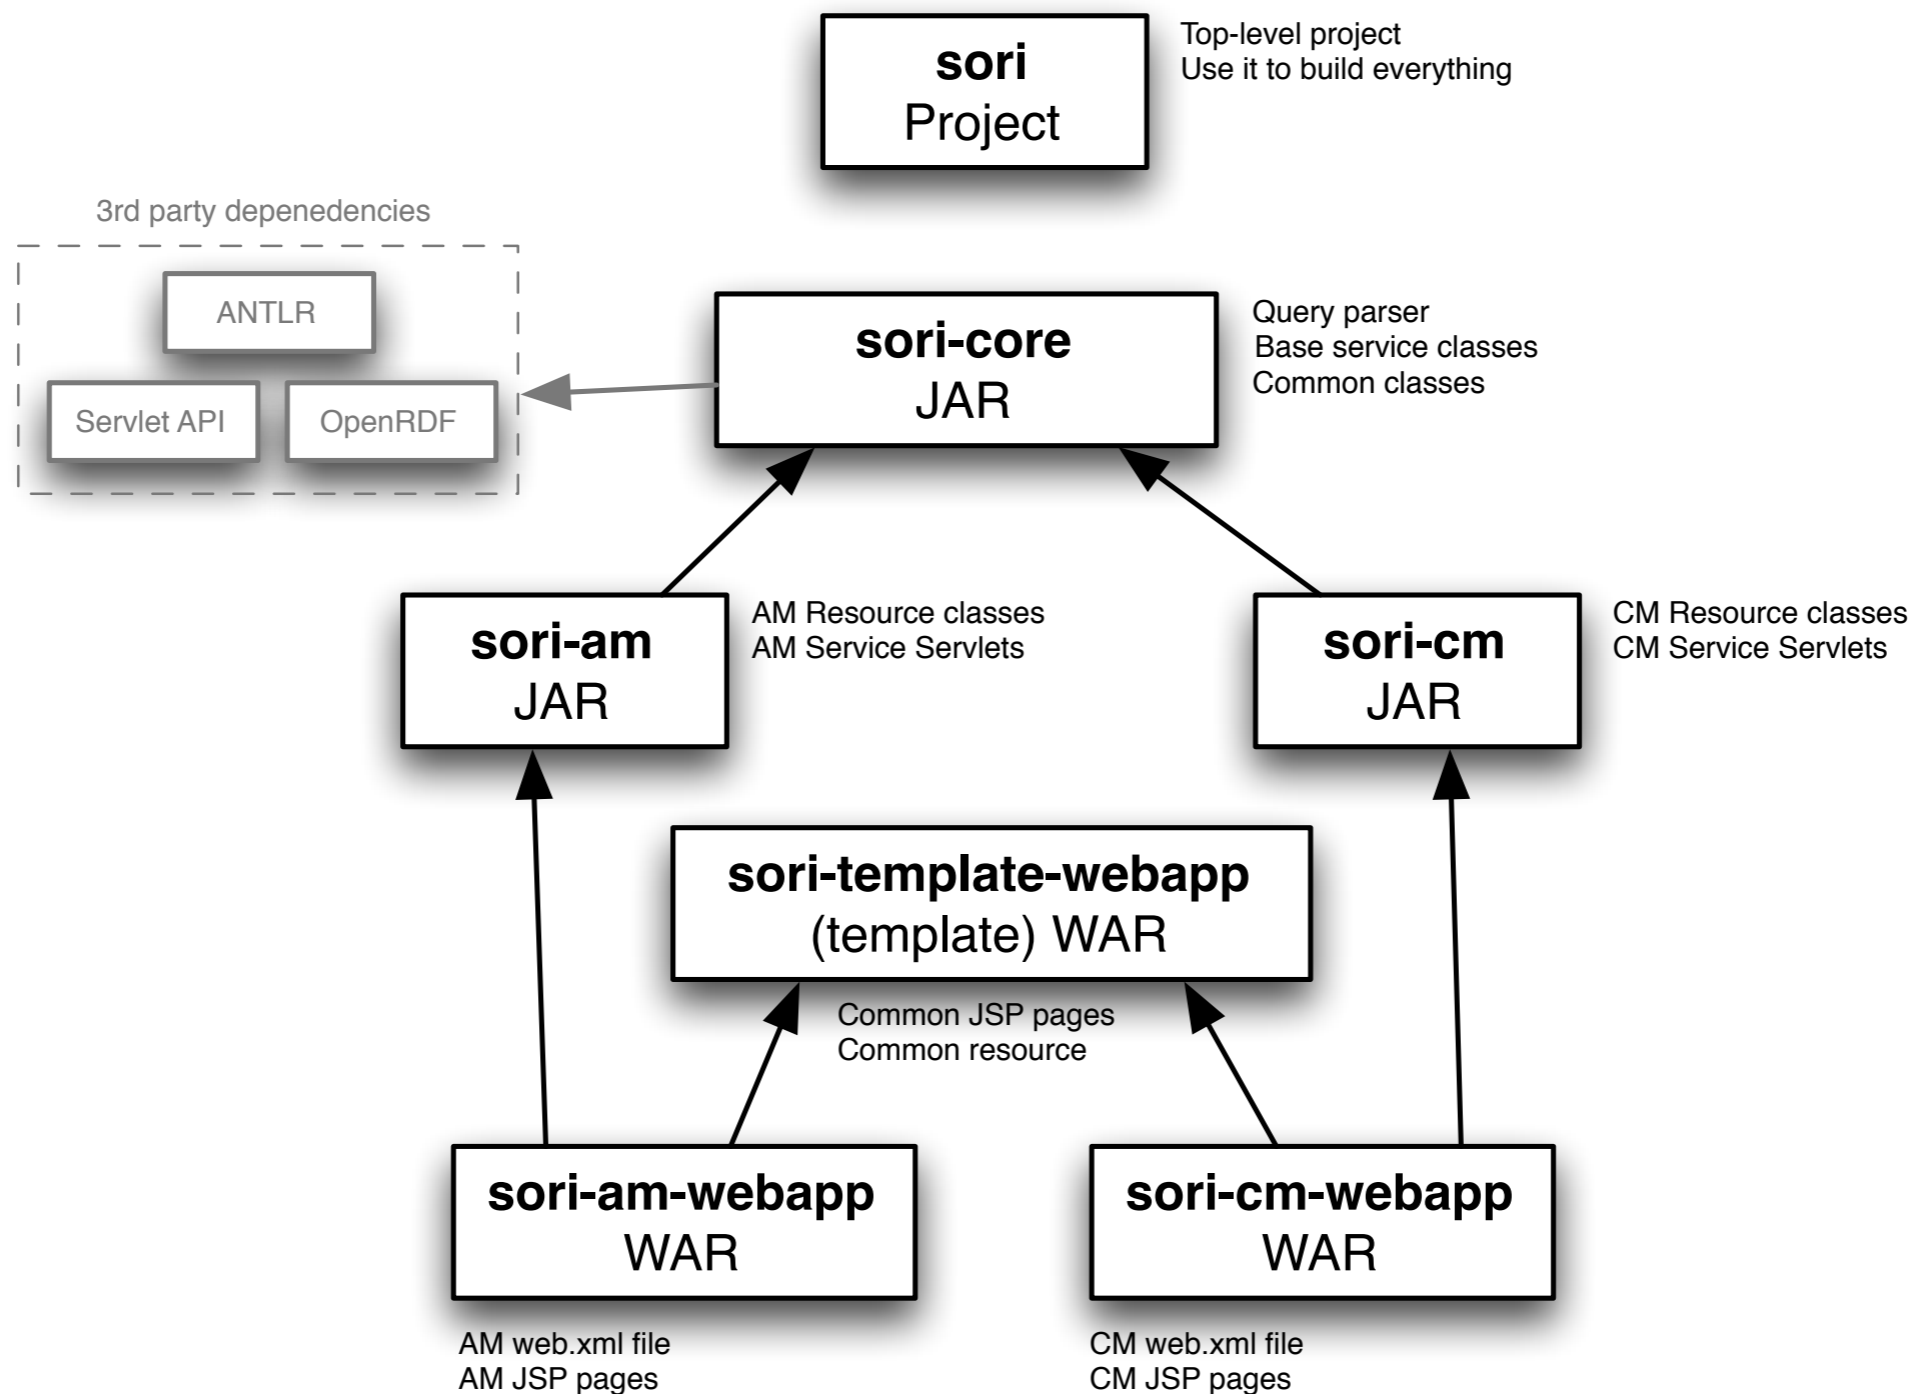 sori
Project
Top-level project
Use it to build everything
3rd party depenedencies
ANTLR
Servlet API
OpenRDF
sori-core
JAR
Query parser
Base service classes
Common classes
sori-am
JAR
AM Resource classes
AM Service Servlets
sori-cm
JAR
CM Resource classes
CM Service Servlets
sori-template-webapp
(template) WAR
Common JSP pages
Common resource
sori-am-webapp
WAR
AM web.xml file
AM JSP pages
sori-cm-webapp
WAR
CM web.xml file
CM JSP pages